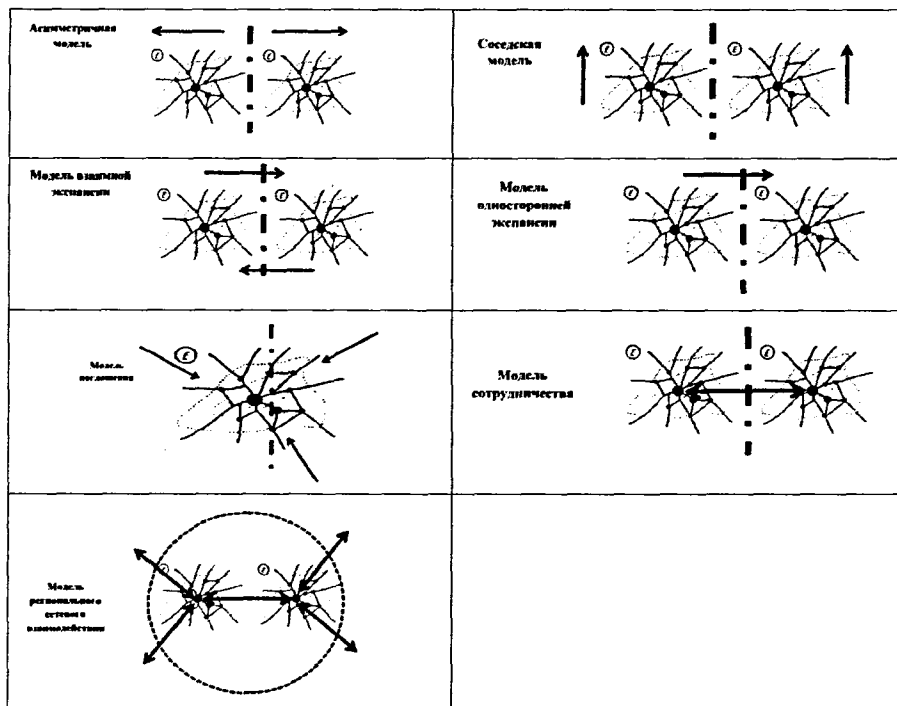 Асимметричная
модель
Соседская
модель
Модель взаимной
экспансии
Модель
односторонней
экспансии
Модель
поглощения
Модель
сотрудничества
Модель
регионального
сетевого
взаимодействия